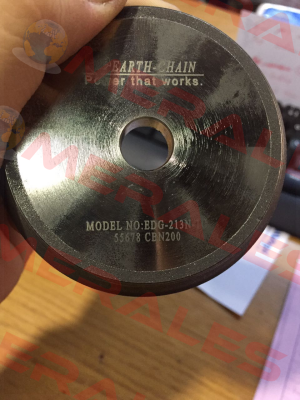 EARTH-CHAIN
Power that works.
MODEL NO:EDG-213N-
55678 CBN200